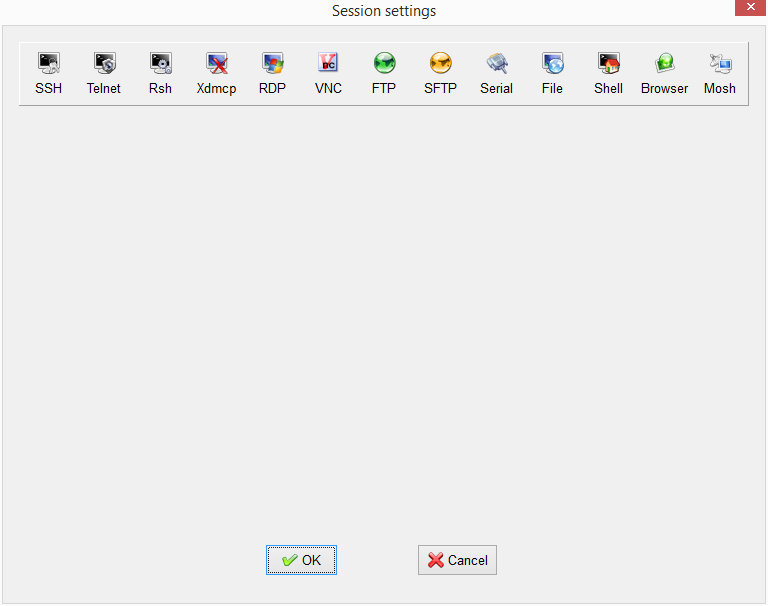 Session settings
SSH Telnet Rsh Xdmcp RDP VNC FTP SFTP Serial File Shell Browser Mosh
OK Cancel